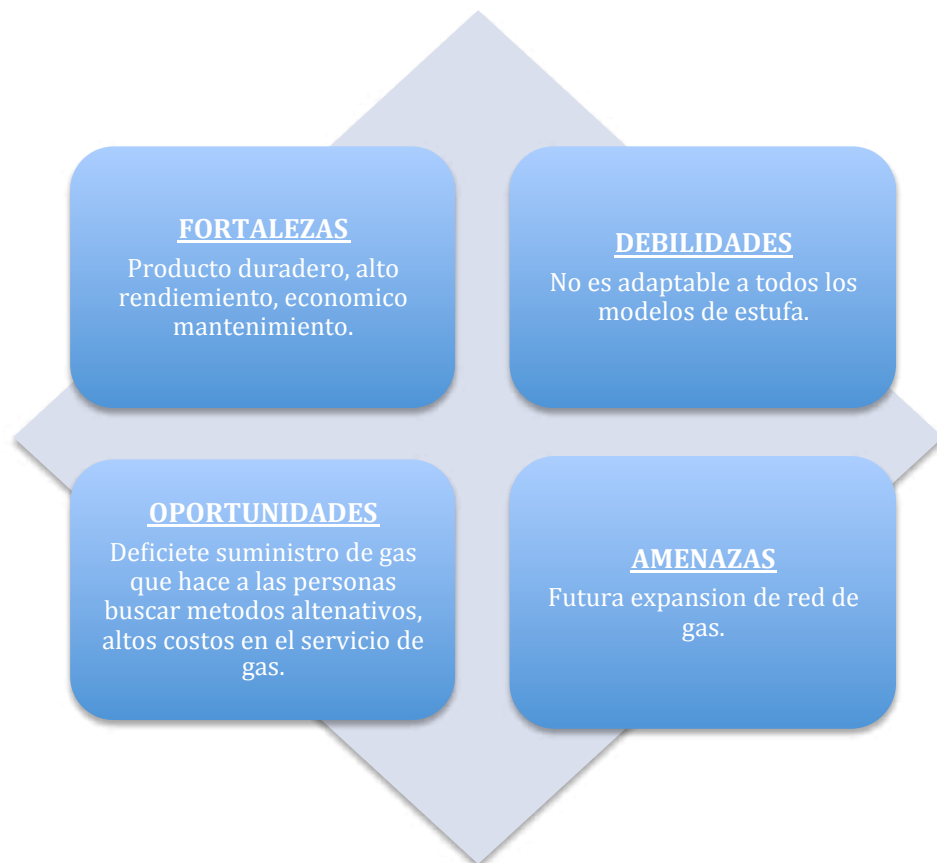 FORTALEZAS
Producto duradero, alto
rendiemiento, economico
mantenimiento.
DEBILIDADES
No es adaptable a todos los
modelos de estufa.
OPORTUNIDADES
Deficiete suministro de gas
que hace a las personas
buscar metodos altenativos,
altos costos en el servicio de
gas.
AMENAZAS
Futura expansion de red de
gas.